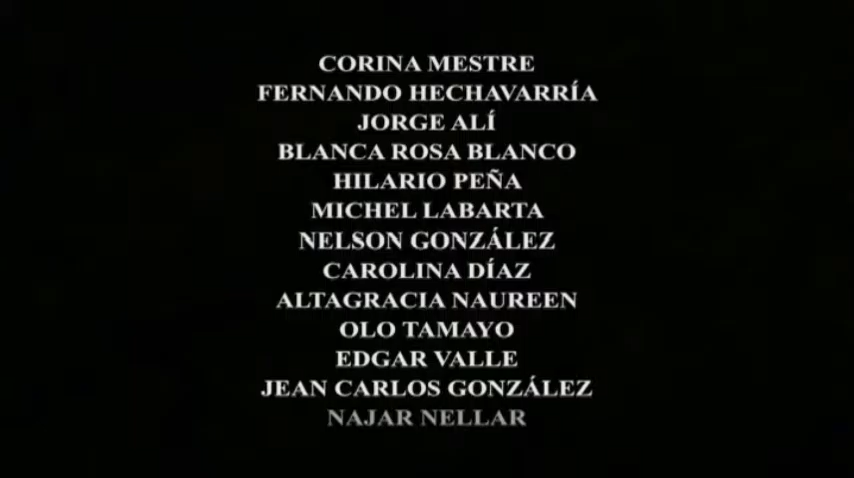 CORINA MESTRE
FERNANDO HECHAVARRÍA
JORGE ALÍ
BLANCA ROSA BLANCO
HILARIO PEÑA
MICHEL LABARTA
NELSON GONZÁLEZ
CAROLINA DÍAZ
ALTAGRACIA NAUREEN
OLO TAMAYO
EDGAR VALLE
JEAN CARLOS GONZÁLEZ
NAJAR NELLAR